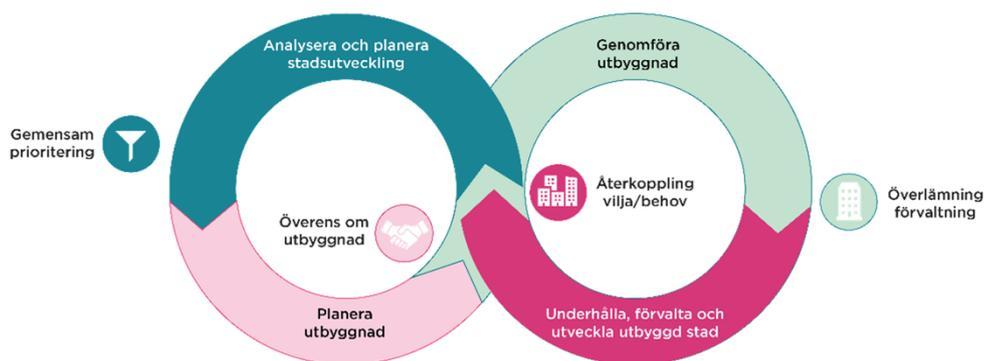 Analysera och planera
stadsutveckling
Genomföra
utbyggnad
Gemensam
prioritering
Återkoppling
vilja/behov
Överlämning
förvaltning
Överens om
utbyggnad
Planera
utbyggnad
Underhålla, förvalta och
utveckla utbyggd stad